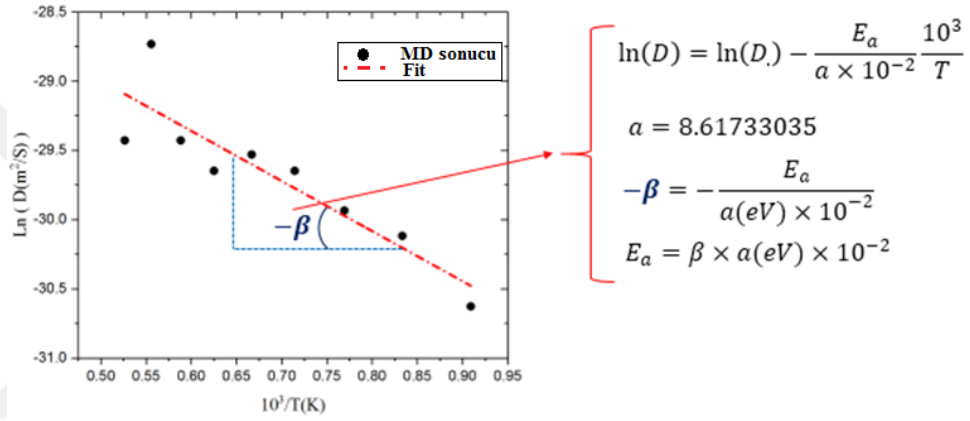 -28.5
-29.0
-29.5
-30.0
-30.5
-31.0
Ln ( D(m²/S) )
MD sonucu
Fit
-β
0.50 0.55 0.60 0.65 0.70 0.75 0.80 0.85 0.90 0.95
10³/T(K)
ln(D) = ln(D.) − Eₐ/(a × 10⁻²) 10³/T
a = 8.61733035
-β = − Eₐ/(a(eV) × 10⁻²)
Eₐ = β × a(eV) × 10⁻²